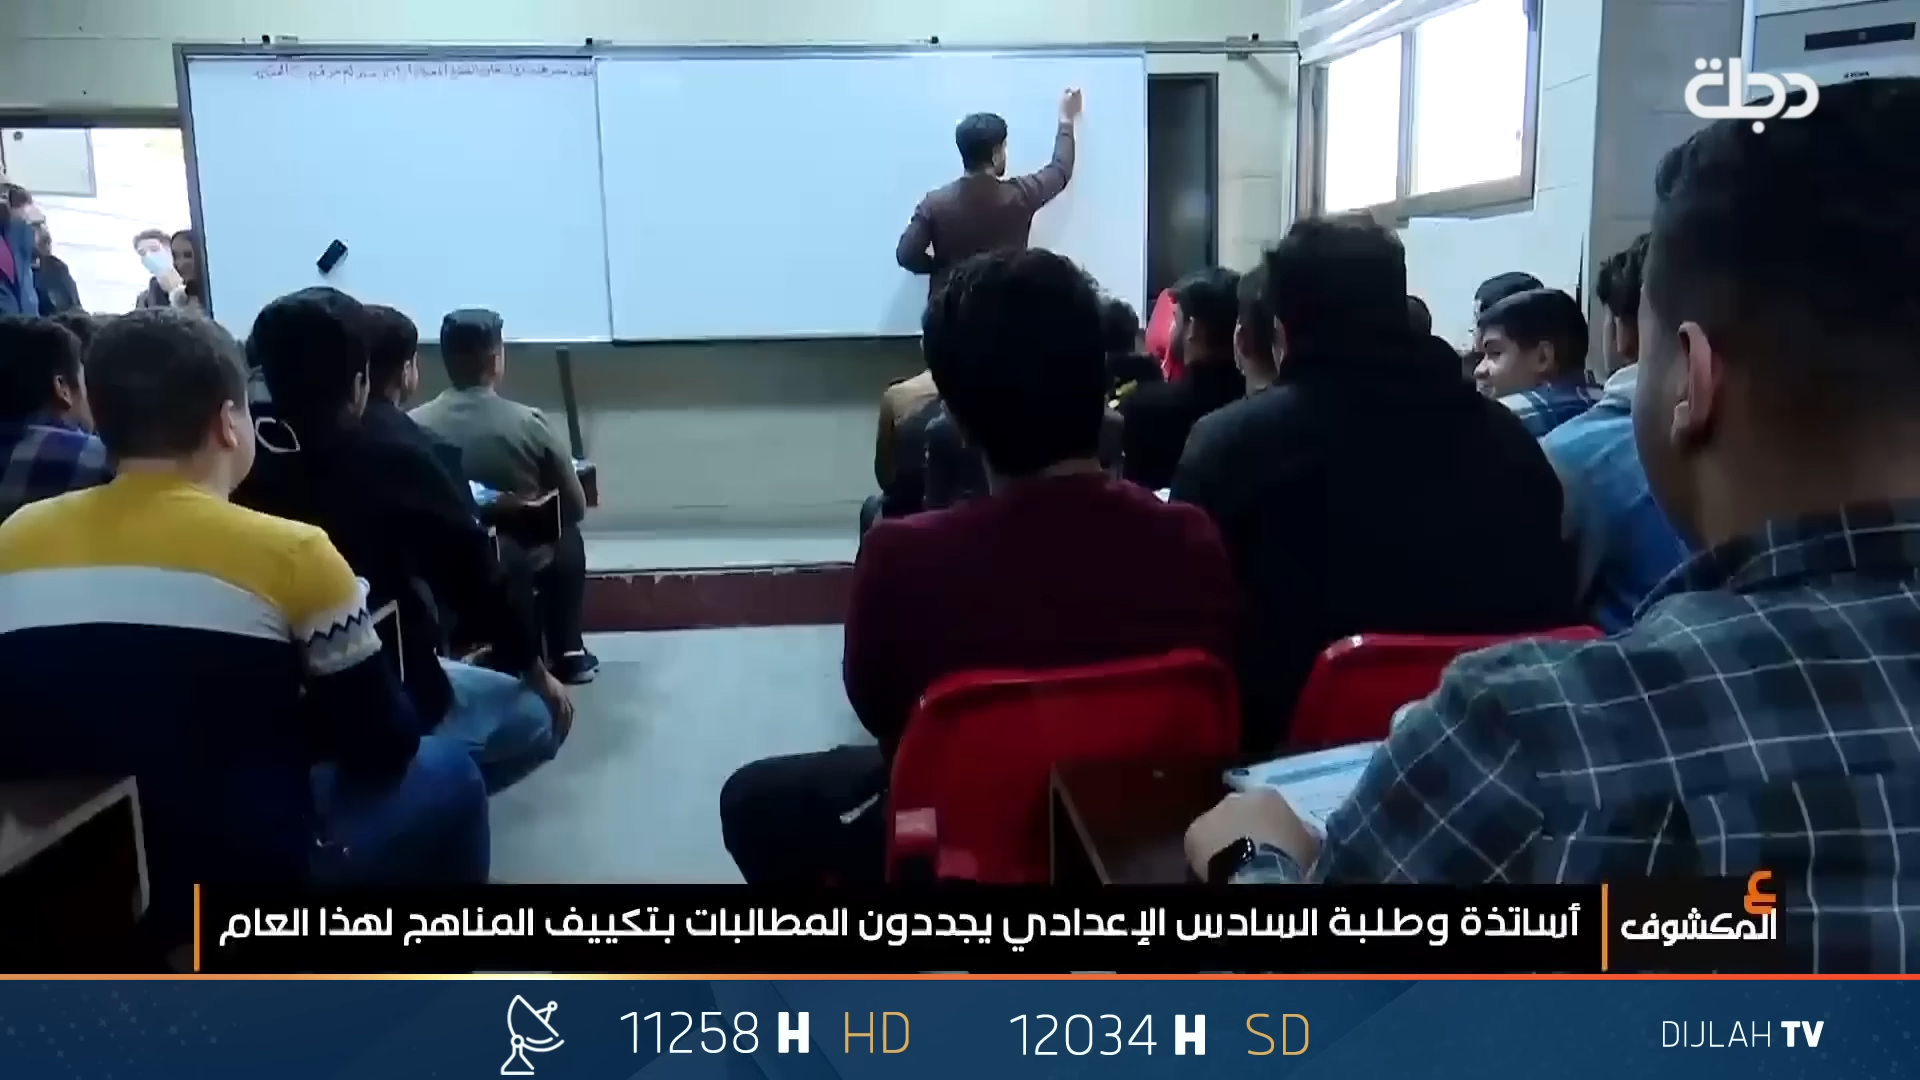 دجلة
أساتذة وطلبة السادس الإعدادي يجددون المطالبات بتكييف المناهج لهذا العام
ع المكشوف
11258 H HD
12034 H SD
DIJLAH TV